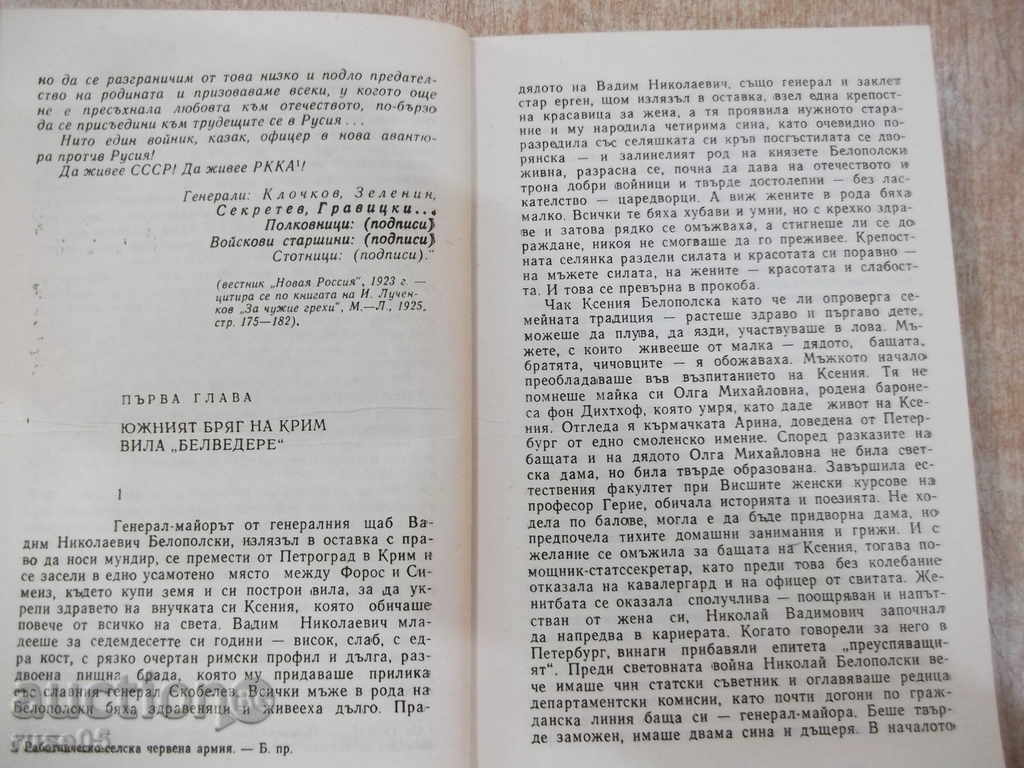 но да се разграничим от това низко и подло предател-
ство на родината и призоваваме всеки, у когото още
не е пресъхнала любовта към отечеството, по-бързо
да се присъедини към трудещите се в Русия . . .
Нито един войник, казак, офицер в нова авантю-
ра против Русия!
Да живее СССР! Да живее РККА¹!
Генерали: Клочков, Зеленин,
Секретев, Гравицки...
Полковници: (подписи)
Войскови старшини: (подписи)
Стотници: (подписи)."
(вестник „Новая Россия", 1923 г. —
цитира се по книгата на И. Лучен-
ков „За чужие грехи", М.—Л., 1925,
стр. 175—182).
ПЪРВА ГЛАВА
ЮЖНИЯТ БРЯГ НА КРИМ
ВИЛА „БЕЛВЕДЕРЕ"
1
Генерал-майорът от генералния щаб Ва-
дим Николаевич Белополски, излязъл в оставка с пра-
во да носи мундир, се премести от Петроград в Крим и
се засели в едно усамотено място между Форос и Си-
меиз, където купи земя и си построи вила, за да ук-
репи здравето на внучката си Ксения, която обичаше
повече от всичко на света. Вадим Николаевич мла-
дееше за седемдесетте си години — висок, слаб, с ед-
ра кост, с рязко очертан римски профил и дълга, раз-
двоена пищна брада, която му придаваше прилика
със славния генерал Скобелев. Всички мъже в рода на
Белополски бяха здравеняци и живееха дълго. Пра-
Работническо-селска червена армия. — Б. пр.
auction
ruse05
дядото на Вадим Николаевич, също генерал и заклет
стар ерген, щом излязъл в оставка, взел една крепост-
на красавица за жена, а тя проявила нужното стара-
ние и му народила четирима сина, като очевидно по-
разредила със селяшката си кръв посгъстилата се дво-
рянска — и залинелият род на князете Белополски
живна, разрасна се, почна да дава на отечеството и
трона добри войници и твърде достолепни — без лас-
кателство — царедворци. А виж жените в рода бяха
малко. Всички те бяха хубави и умни, но с крехко здра-
ве и затова рядко се омъжваха, а стигнеше ли се до
раждане, никоя не смогваше да го преживее. Крепост-
ната селянка раздели силата и красотата си поравно —
на мъжете силата, на жените — красотата и слабост-
та. И това се превърна в прокоба.
Чак Ксения Белополска като че ли опроверга се-
мейната традиция — растеше здраво и пъргаво дете,
можеше да плува, да язди, участвуваше в лова. Мъ-
жете, с които живееше от малка — дядото, бащата,
братята, чичовците — я обожаваха. Мъжкото начало
преобладаваше във възпитанието на Ксения. Тя не
помнеше майка си Олга Михайловна, родена бароне-
са фон Дихтхоф, която умря, като даде живот на Ксе-
ния. Отгледа я кърмачката Арина, доведена от Петер-
бург от едно смоленско имение. Според разказите на
бащата и на дядото Олга Михайловна не била светс-
ка дама, но била твърде образована. Завършила ес-
тествения факултет при Висшите женски курсове на
професор Герие, обичала историята и поезията. Не хо-
дела по балове, могла е да бъде придворна дама, но
предпочела тихите домашни занимания и грижи. И с
желание се омъжила за бащата на Ксения, тогава по-
мощник-статссекретар, като преди това без колебание
отказала на кавалергард и на офицер от свитата. Же-
нитбата се оказала сполучлива — поощряван и напът-
стван от жена си, Николай Вадимович започнал
да напредва в кариерата. Когато говорели за него в
Петербург, винаги прибавяли епитета „преуспяващи-
ят". Преди световната война Николай Белополски ве-
че имаше чин статски съветник и оглавяваше редица
департаментски комисии, като почти догони по граж-
данска линия баща си — генерал-майора. Беше твър-
де заможен, имаше двама сина и дъщеря. В началото